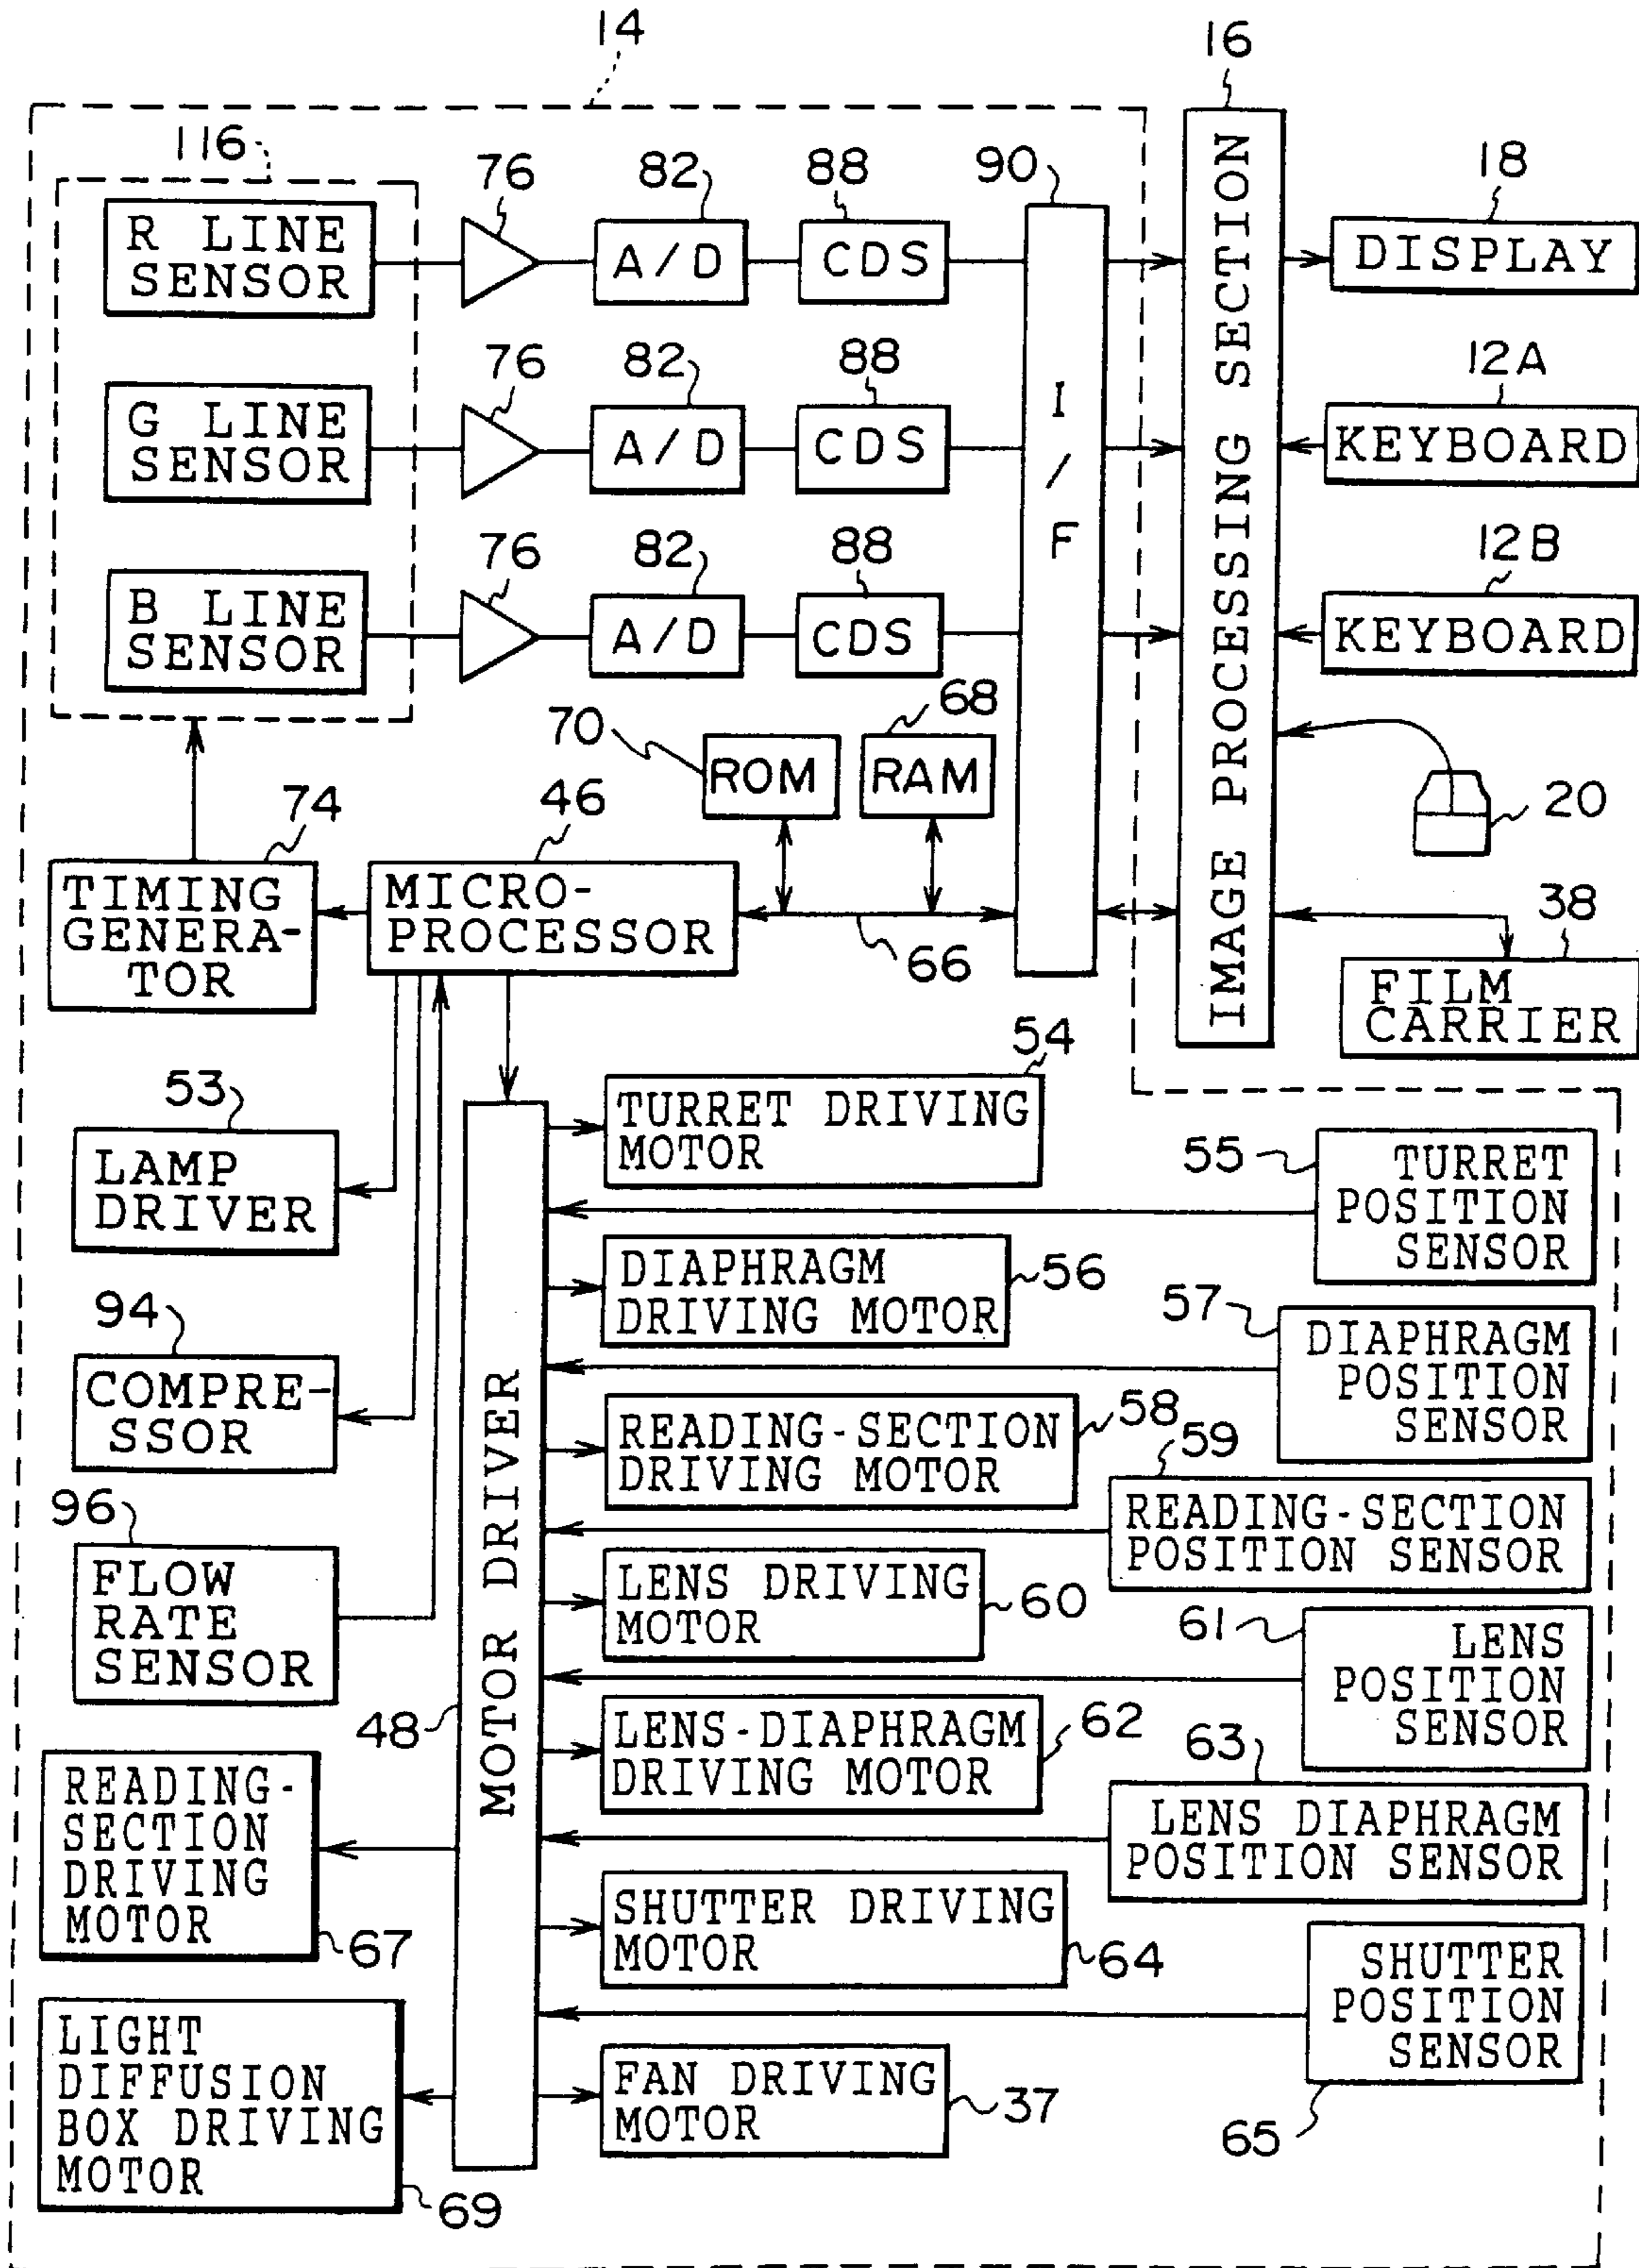 14
16
116
76
82
88
90
18
R LINE
SENSOR
A/D
CDS
DISPLAY
76
82
88
12A
G LINE
SENSOR
A/D
CDS
I
/
F
KEYBOARD
76
82
88
12B
B LINE
SENSOR
A/D
CDS
KEYBOARD
IMAGE PROCESSING SECTION
70
68
ROM
RAM
20
74
46
TIMING
GENERA-
TOR
MICRO-
PROCESSOR
66
38
FILM
CARRIER
54
53
TURRET DRIVING
MOTOR
55
TURRET
POSITION
SENSOR
LAMP
DRIVER
DIAPHRAGM
DRIVING MOTOR
56
94
57
DIAPHRAGM
POSITION
SENSOR
COMPRE-
SSOR
READING-SECTION
DRIVING MOTOR
58
59
96
READING-SECTION
POSITION SENSOR
FLOW
RATE
SENSOR
LENS DRIVING
MOTOR
60
61
LENS
POSITION
SENSOR
48
MOTOR DRIVER
LENS-DIAPHRAGM
DRIVING MOTOR
62
63
READING-
SECTION
DRIVING
MOTOR
67
LENS DIAPHRAGM
POSITION SENSOR
SHUTTER DRIVING
MOTOR
64
SHUTTER
POSITION
SENSOR
65
LIGHT
DIFFUSION
BOX DRIVING
MOTOR
69
FAN DRIVING
MOTOR
37